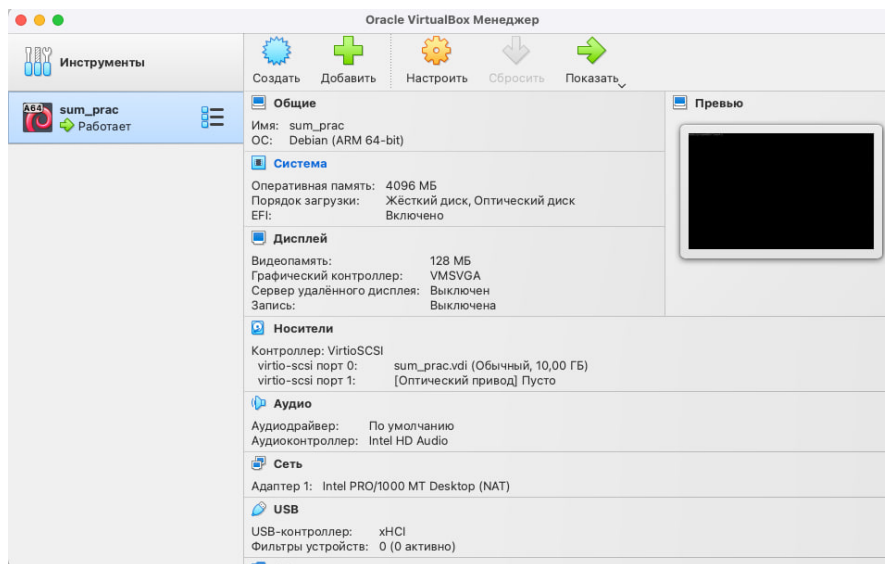 Oracle VirtualBox Менеджер
Инструменты
Создать Добавить Настроить Сбросить Показать
A64
sum_prac
Работает
Общие
Имя: sum_prac
ОС: Debian (ARM 64-bit)
Превью
Система
Оперативная память: 4096 МБ
Порядок загрузки: Жёсткий диск, Оптический диск
EFI: Включено
Дисплей
Видеопамять: 128 МБ
Графический контроллер: VMSVGA
Сервер удалённого дисплея: Выключен
Запись: Выключена
Носители
Контроллер: VirtioSCSI
virtio-scsi порт 0: sum_prac.vdi (Обычный, 10,00 ГБ)
virtio-scsi порт 1: [Оптический привод] Пусто
Аудио
Аудиодрайвер: По умолчанию
Аудиоконтроллер: Intel HD Audio
Сеть
Адаптер 1: Intel PRO/1000 MT Desktop (NAT)
USB
USB-контроллер: xHCI
Фильтры устройств: 0 (0 активно)